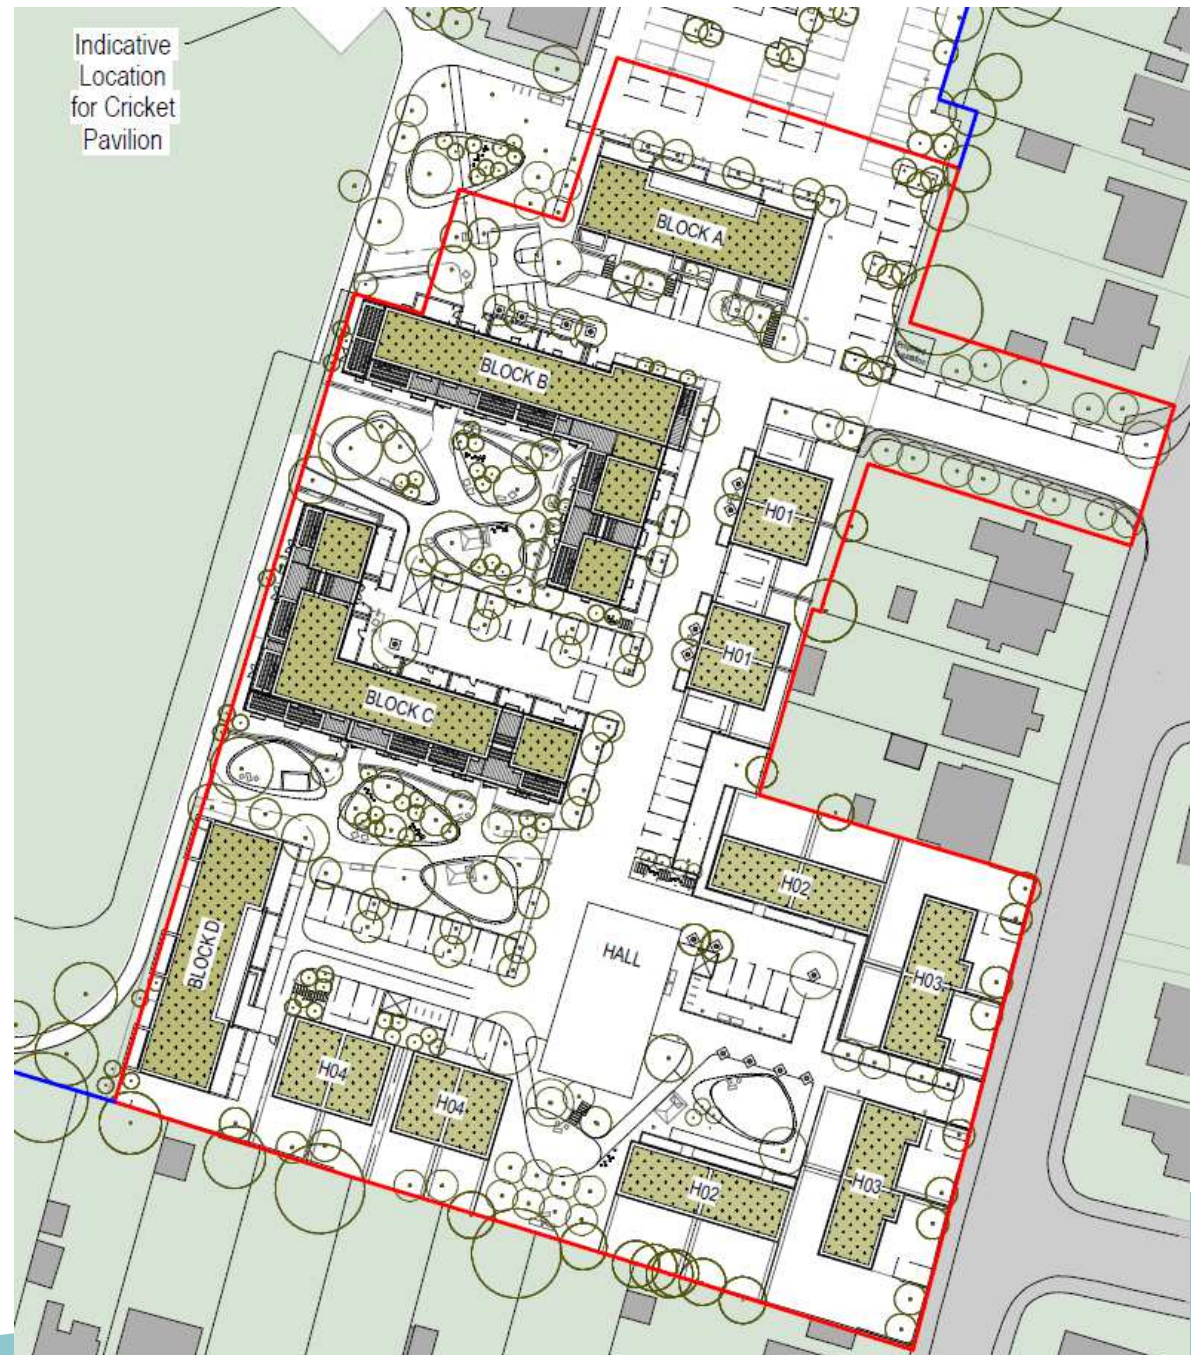 Indicative
Location
for Cricket
Pavilion
BLOCK A
BLOCK B
H01
H01
BLOCK C
H02
BLOCK D
HALL
H03
H04
H04
H02
H03